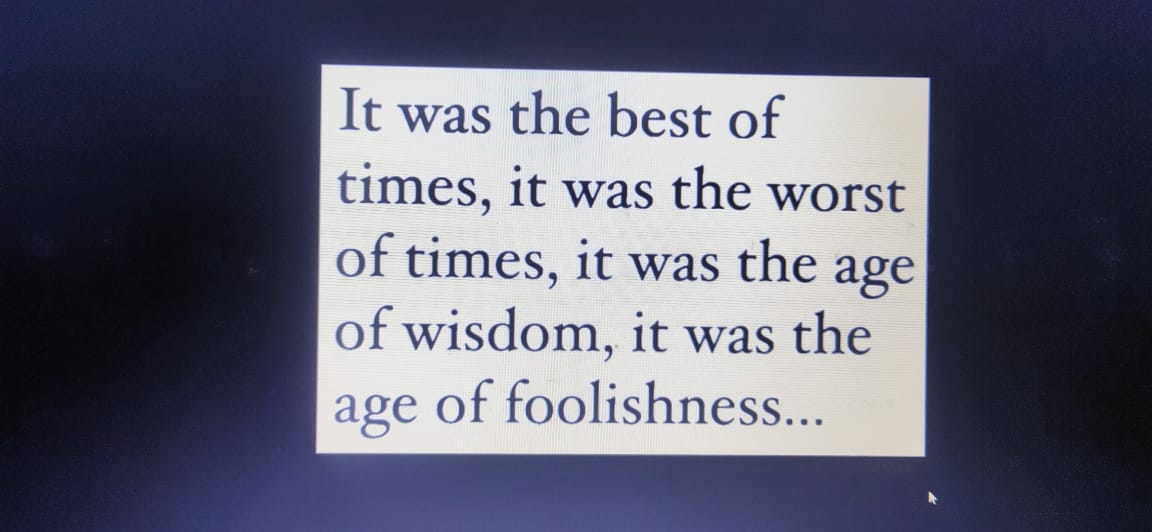 It was the best of
times, it was the worst
of times, it was the age
of wisdom, it was the
age of foolishness...